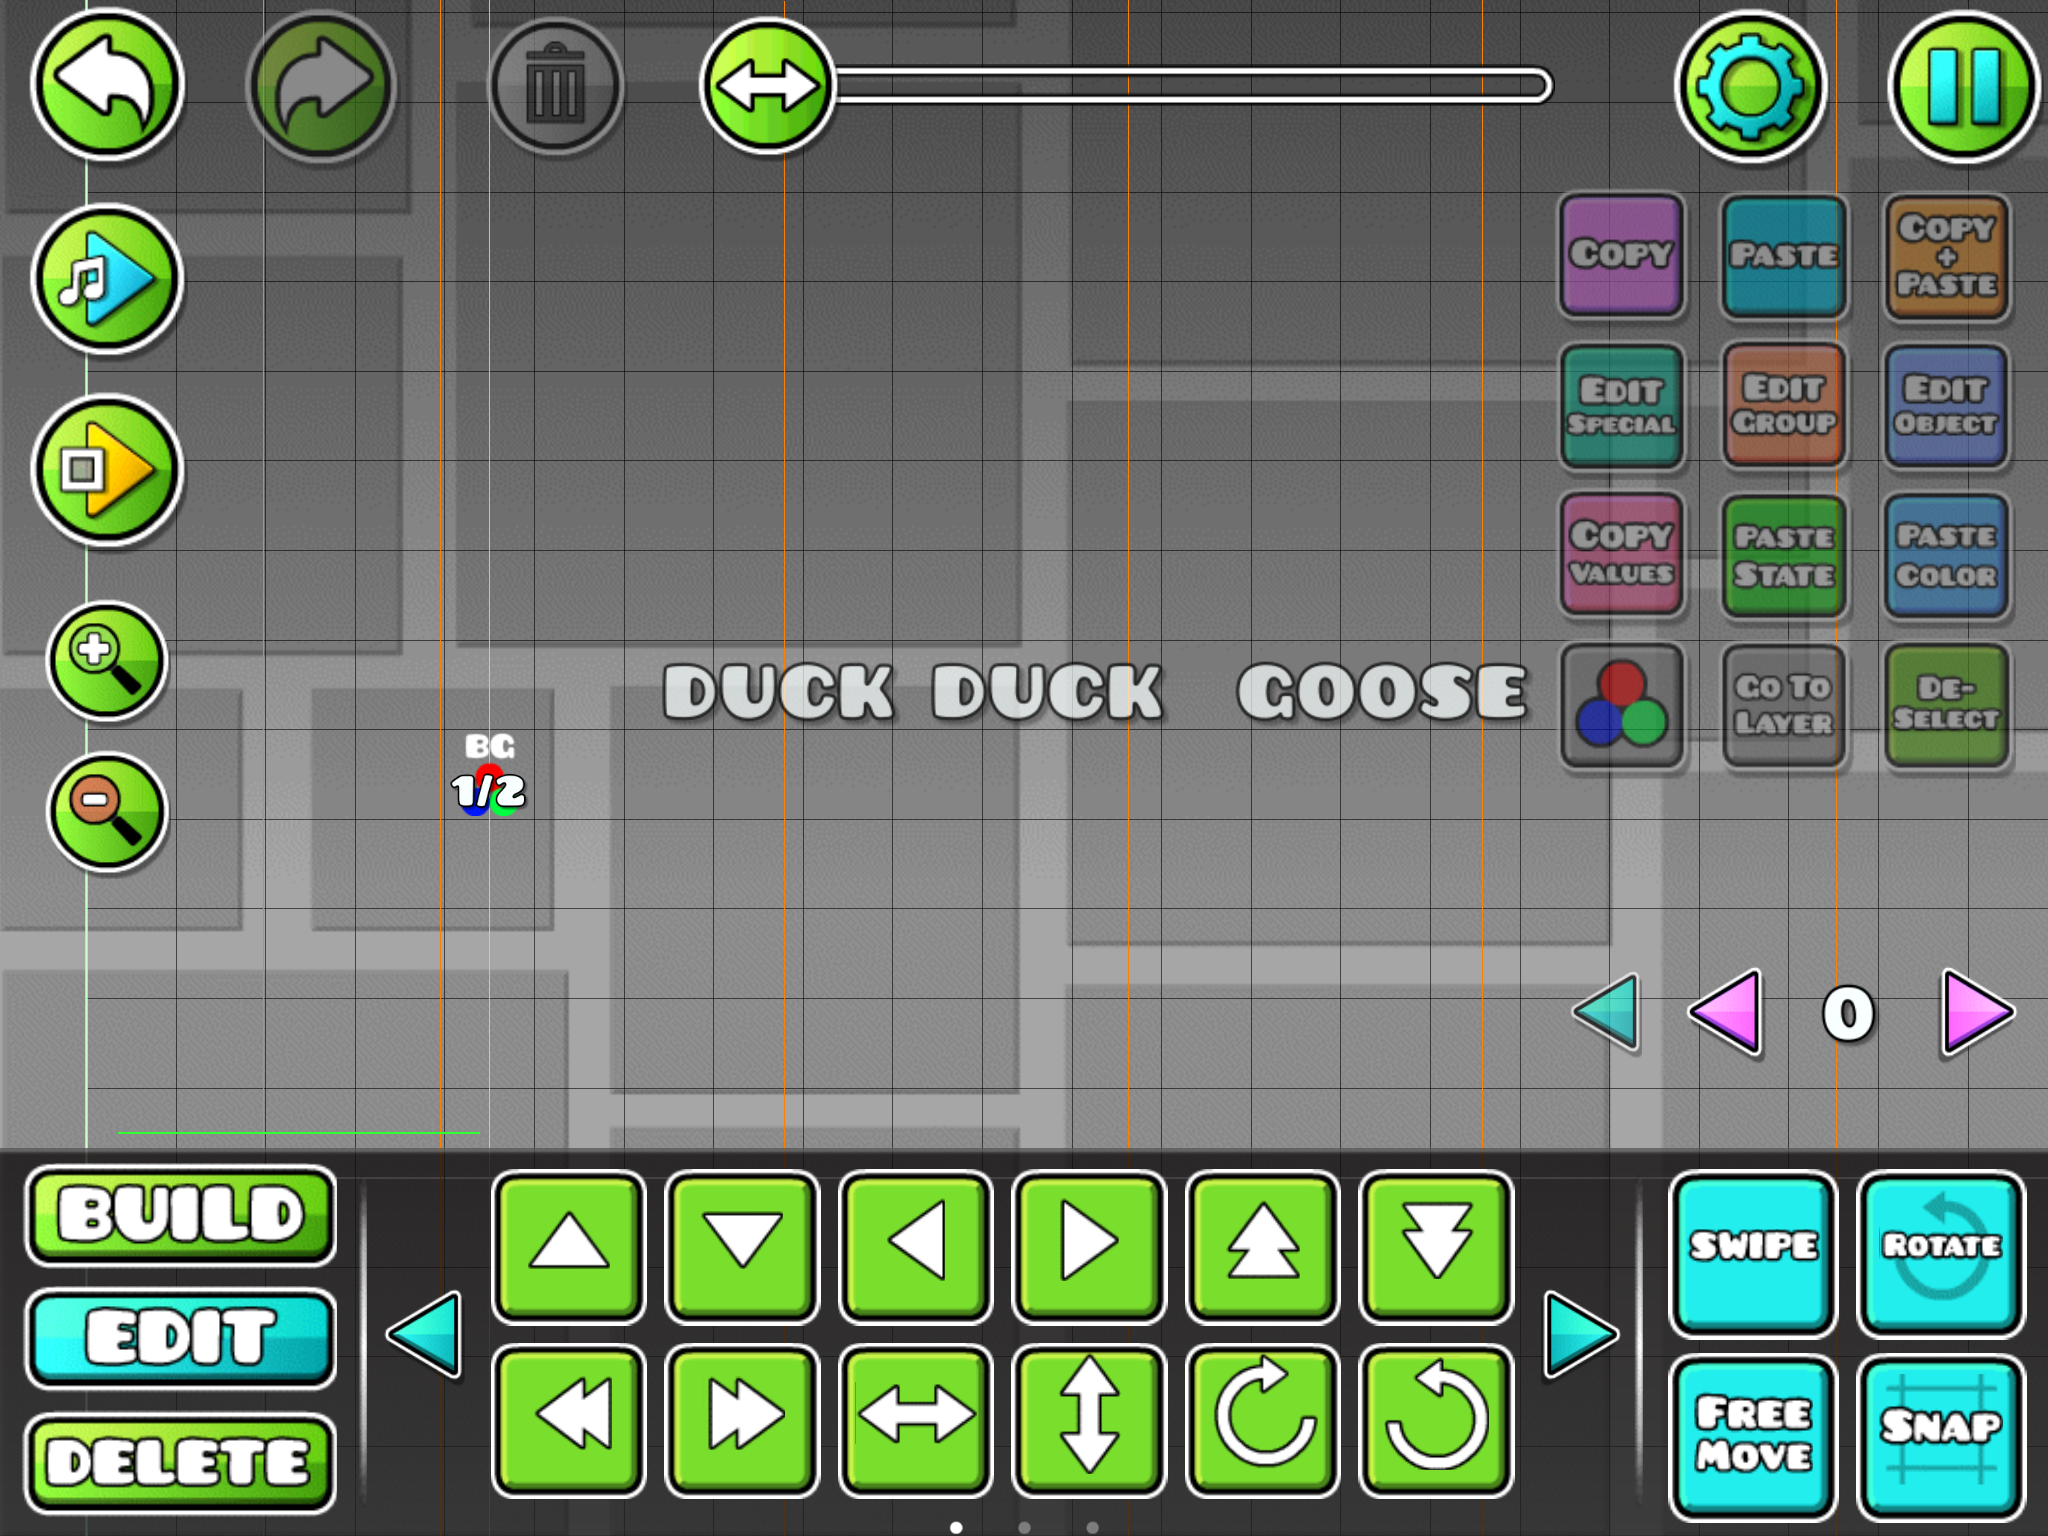 COPY
PASTE
COPY
+
PASTE
EDIT
SPECIAL
EDIT
GROUP
EDIT
OBJECT
COPY
VALUES
PASTE
STATE
PASTE
COLOR
DUCK DUCK GOOSE
GO TO
LAYER
DE-
SELECT
BG
1/2
0
BUILD
EDIT
DELETE
SWIPE
ROTATE
FREE
MOVE
SNAP